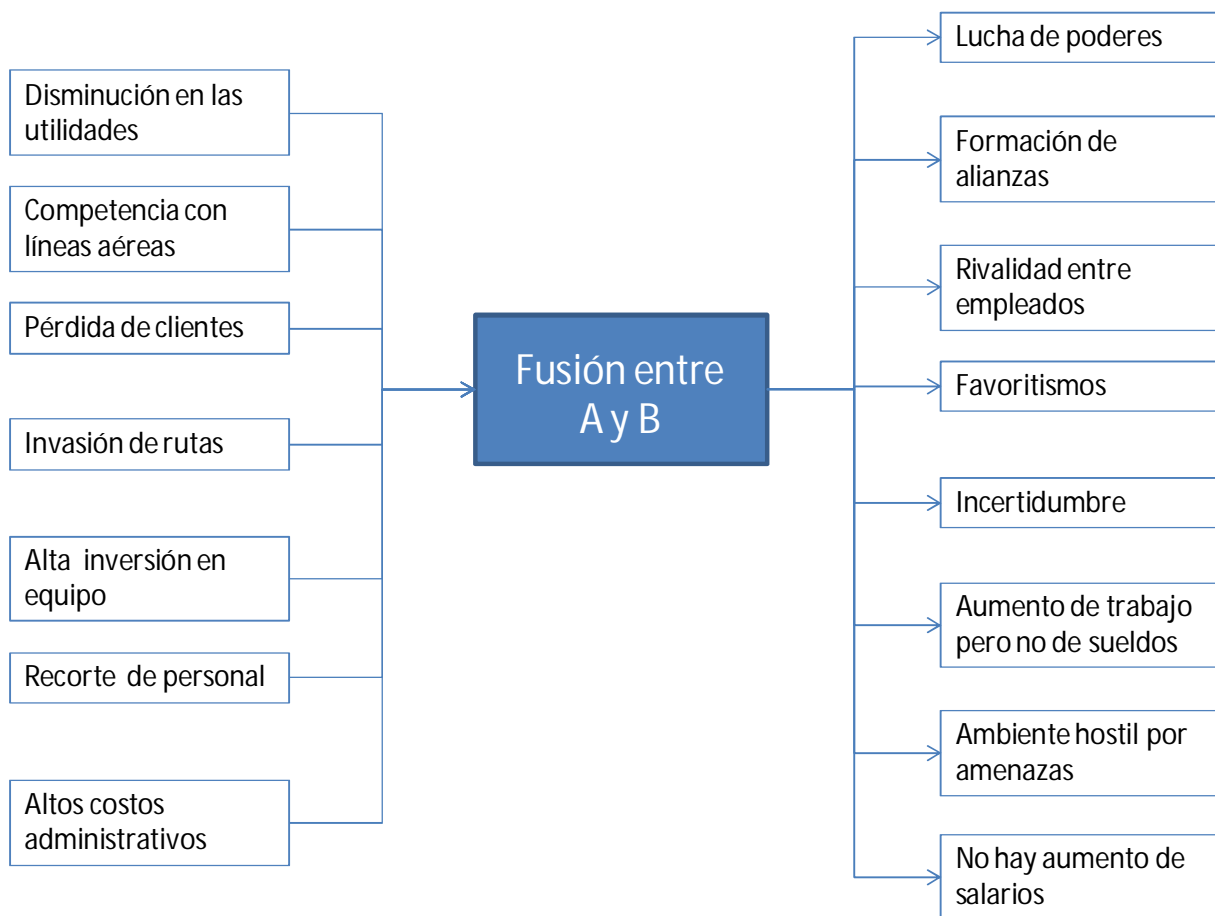 Disminución en las
utilidades
Competencia con
líneas aéreas
Pérdida de clientes
Invasión de rutas
Alta inversión en
equipo
Recorte de personal
Altos costos
administrativos
Fusión entre
A y B
Lucha de poderes
Formación de
alianzas
Rivalidad entre
empleados
Favoritismos
Incertidumbre
Aumento de trabajo
pero no de sueldos
Ambiente hostil por
amenazas
No hay aumento de
salarios